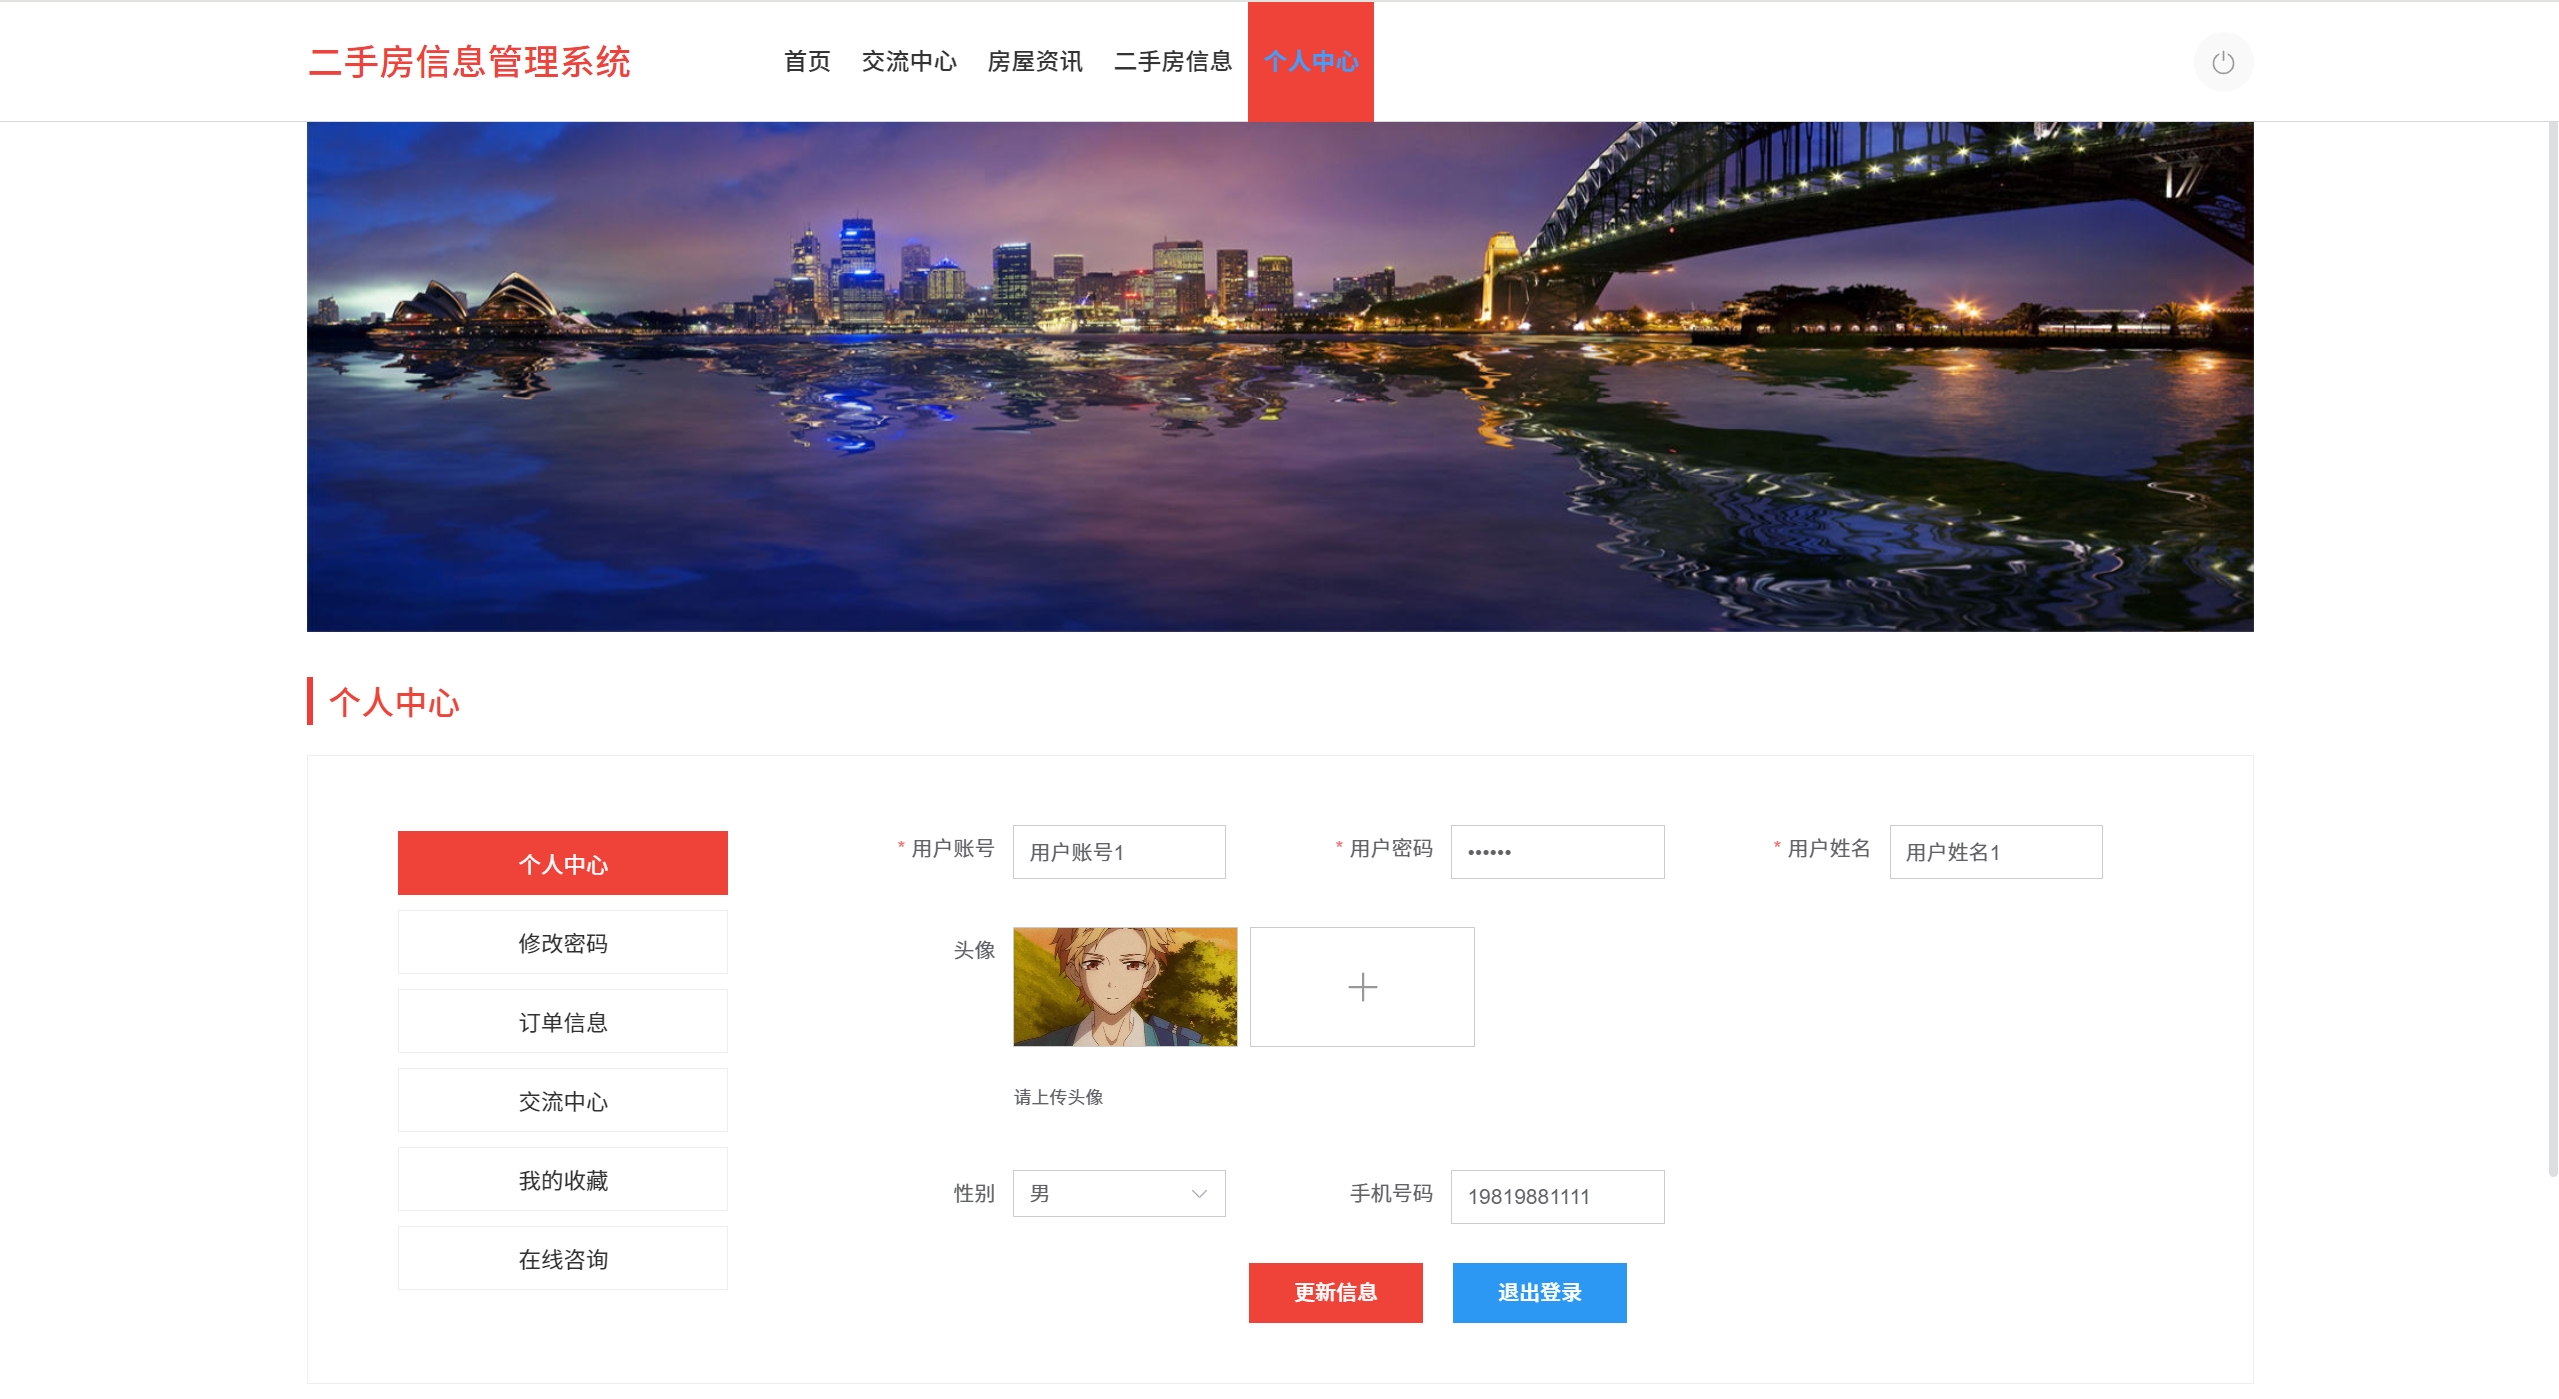 二手房信息管理系统
首页 交流中心 房屋资讯 二手房信息 个人中心
个人中心
个人中心
修改密码
订单信息
交流中心
我的收藏
在线咨询
* 用户账号 用户账号1 * 用户密码 •••••• * 用户姓名 用户姓名1
头像
请上传头像
性别 男 手机号码 19819881111
更新信息 退出登录